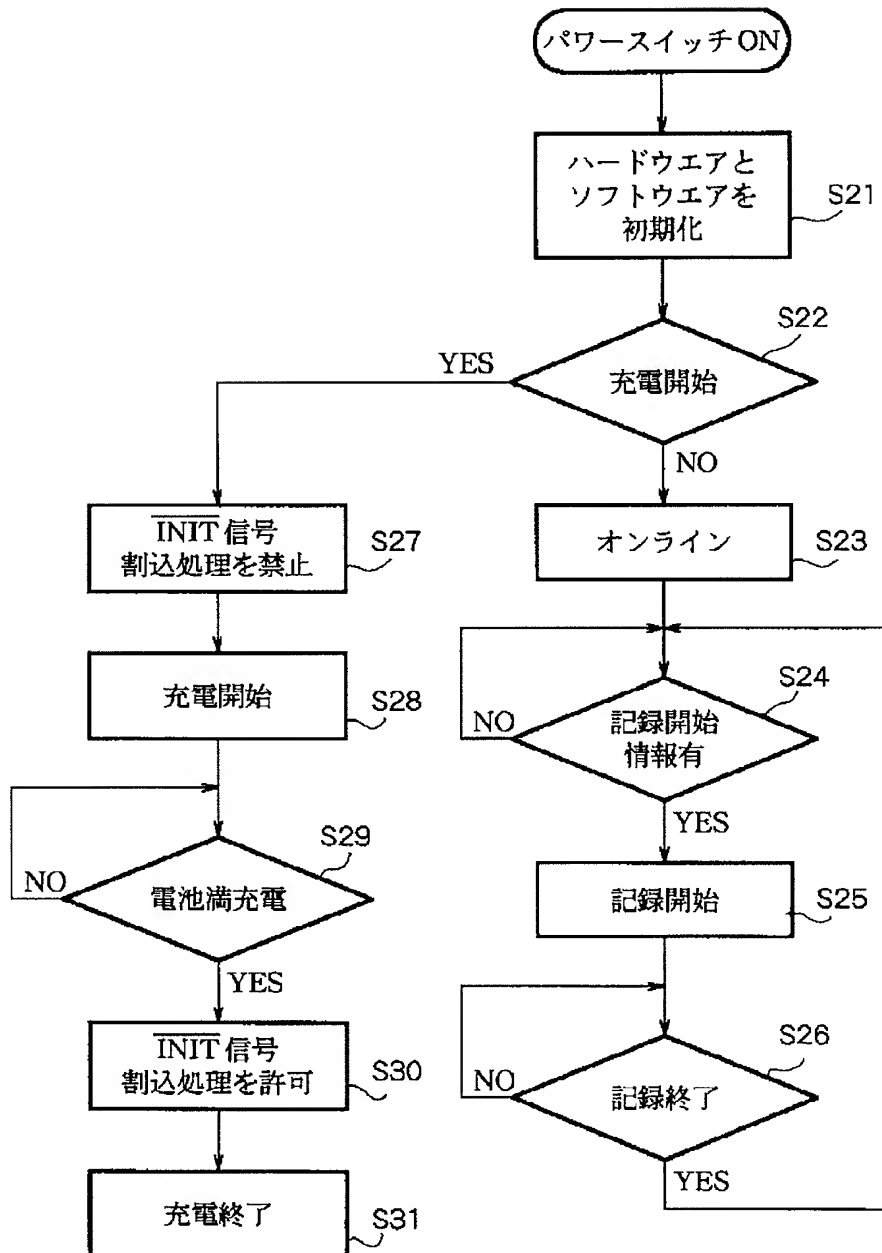 パワースイッチON
ハードウエアと
ソフトウエアを
初期化
S21
S22
充電開始
YES
NO
オンライン
S23
S24
記録開始
情報有
NO
YES
記録開始
S25
S26
記録終了
NO
YES
INIT信号
割込処理を禁止
S27
充電開始
S28
S29
電池満充電
NO
YES
INIT信号
割込処理を許可
S30
充電終了
S31